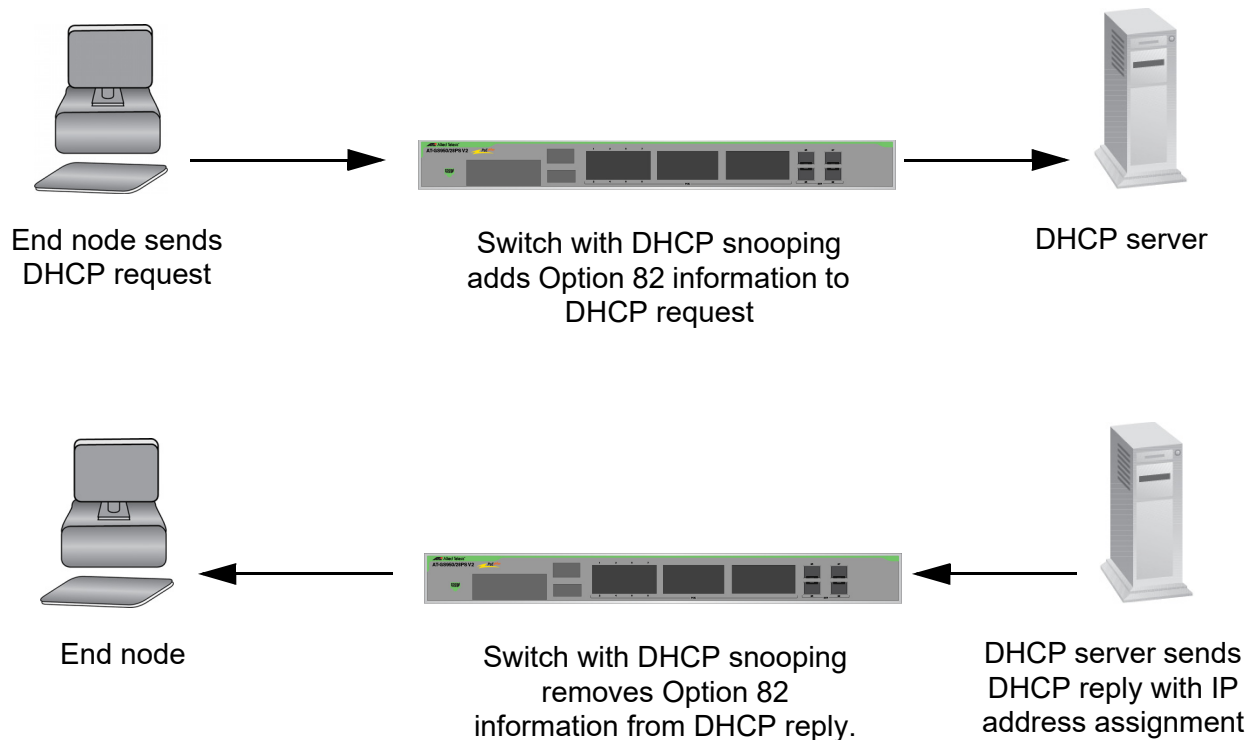 End node sends
DHCP request
Switch with DHCP snooping
adds Option 82 information to
DHCP request
DHCP server
End node
Switch with DHCP snooping
removes Option 82
information from DHCP reply.
DHCP server sends
DHCP reply with IP
address assignment